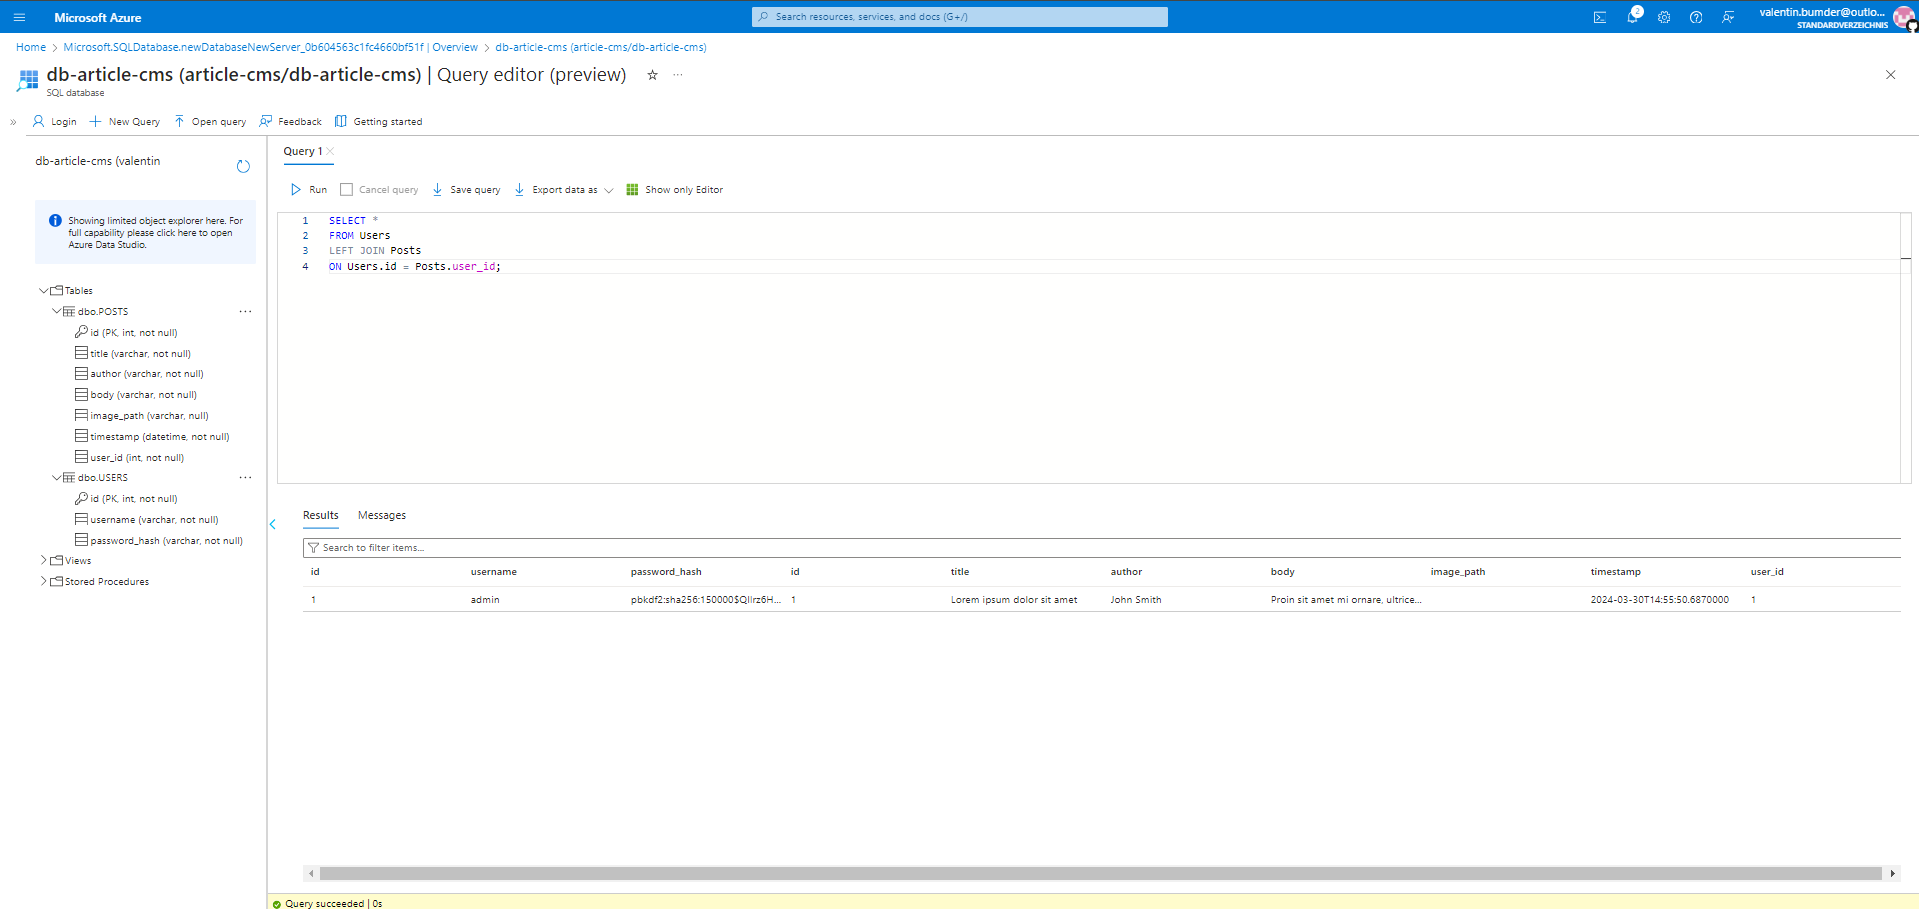 Microsoft Azure
Search resources, services, and docs (G+/)
2
valentin.bumder@outlo...
STANDARDVERZEICHNIS
Home > Microsoft.SQLDatabase.newDatabaseNewServer_0b604563c1fc4660bf51f | Overview > db-article-cms (article-cms/db-article-cms)
db-article-cms (article-cms/db-article-cms) | Query editor (preview)
SQL database
Login
New Query
Open query
Feedback
Getting started
db-article-cms (valentin
Showing limited object explorer here. For
full capability please click here to open
Azure Data Studio.
Tables
dbo.POSTS
id (PK, int, not null)
title (varchar, not null)
author (varchar, not null)
body (varchar, not null)
image_path (varchar, null)
timestamp (datetime, not null)
user_id (int, not null)
dbo.USERS
id (PK, int, not null)
username (varchar, not null)
password_hash (varchar, not null)
Views
Stored Procedures
Query 1
Run
Cancel query
Save query
Export data as
Show only Editor
1 SELECT *
2 FROM Users
3 LEFT JOIN Posts
4 ON Users.id = Posts.user_id;
Results
Messages
Search to filter items...
id username password_hash id title author body image_path timestamp user_id
1 admin pbkdf2:sha256:150000$QIIrz6H... 1 Lorem ipsum dolor sit amet John Smith Proin sit amet mi ornare, ultrice... 2024-03-30T14:55:50.6870000 1
Query succeeded | 0s